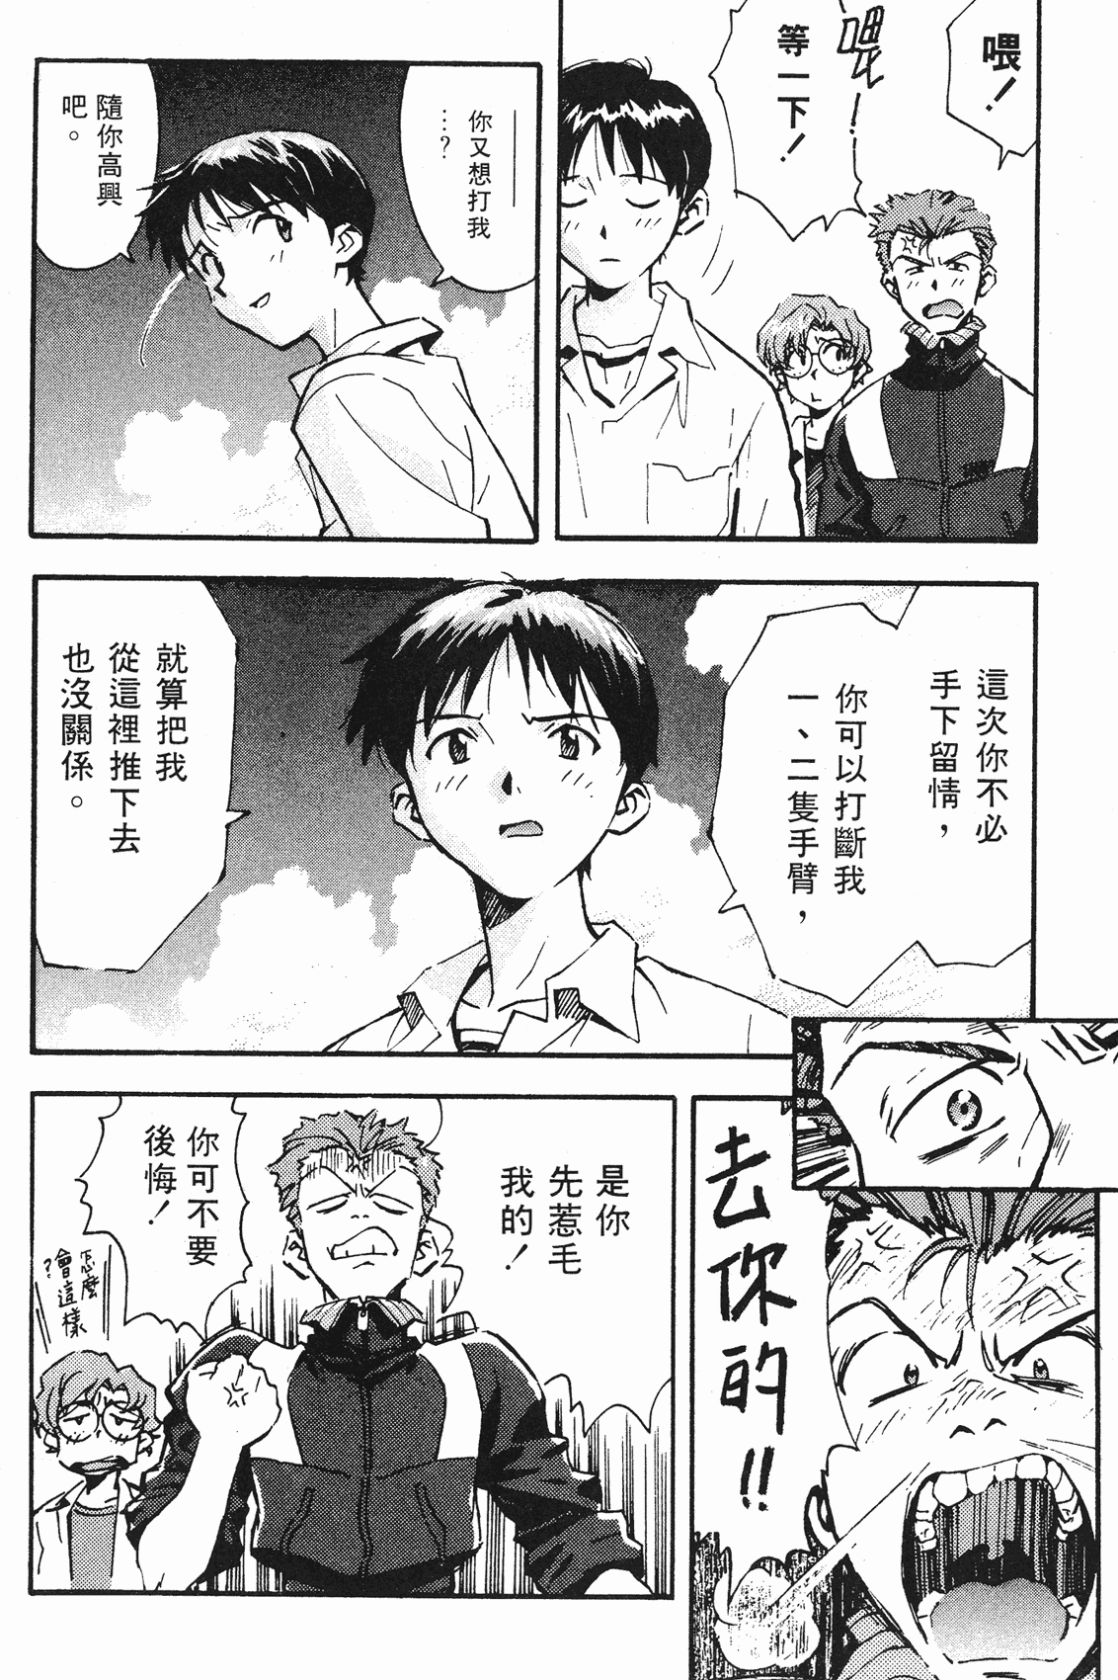 喂！
喂！
等一下！
你又想打我
…？
隨你高興
吧。
這次你不必
手下留情，
你可以打斷我
一、二隻手臂，
就算把我
從這裡推下去
也沒關係。
去你的！！
是你
先惹毛
我的！
你可不要
後悔！
怎麼
會這樣
？